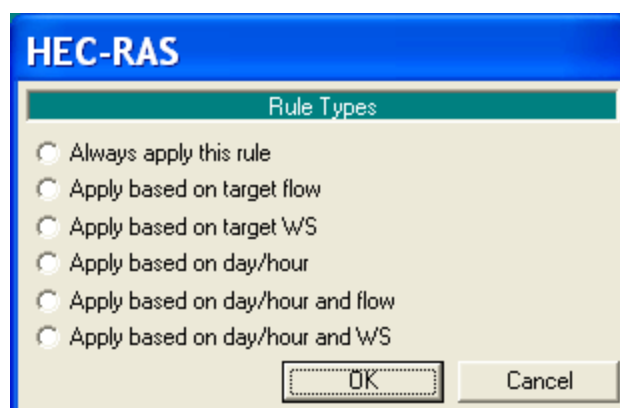 HEC-RAS
Rule Types
Always apply this rule
Apply based on target flow
Apply based on target WS
Apply based on day/hour
Apply based on day/hour and flow
Apply based on day/hour and WS
OK Cancel